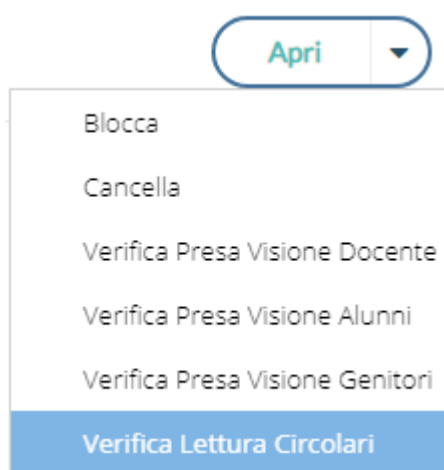 Apri
Blocca
Cancella
Verifica Presa Visione Docente
Verifica Presa Visione Alunni
Verifica Presa Visione Genitori
Verifica Lettura Circolari